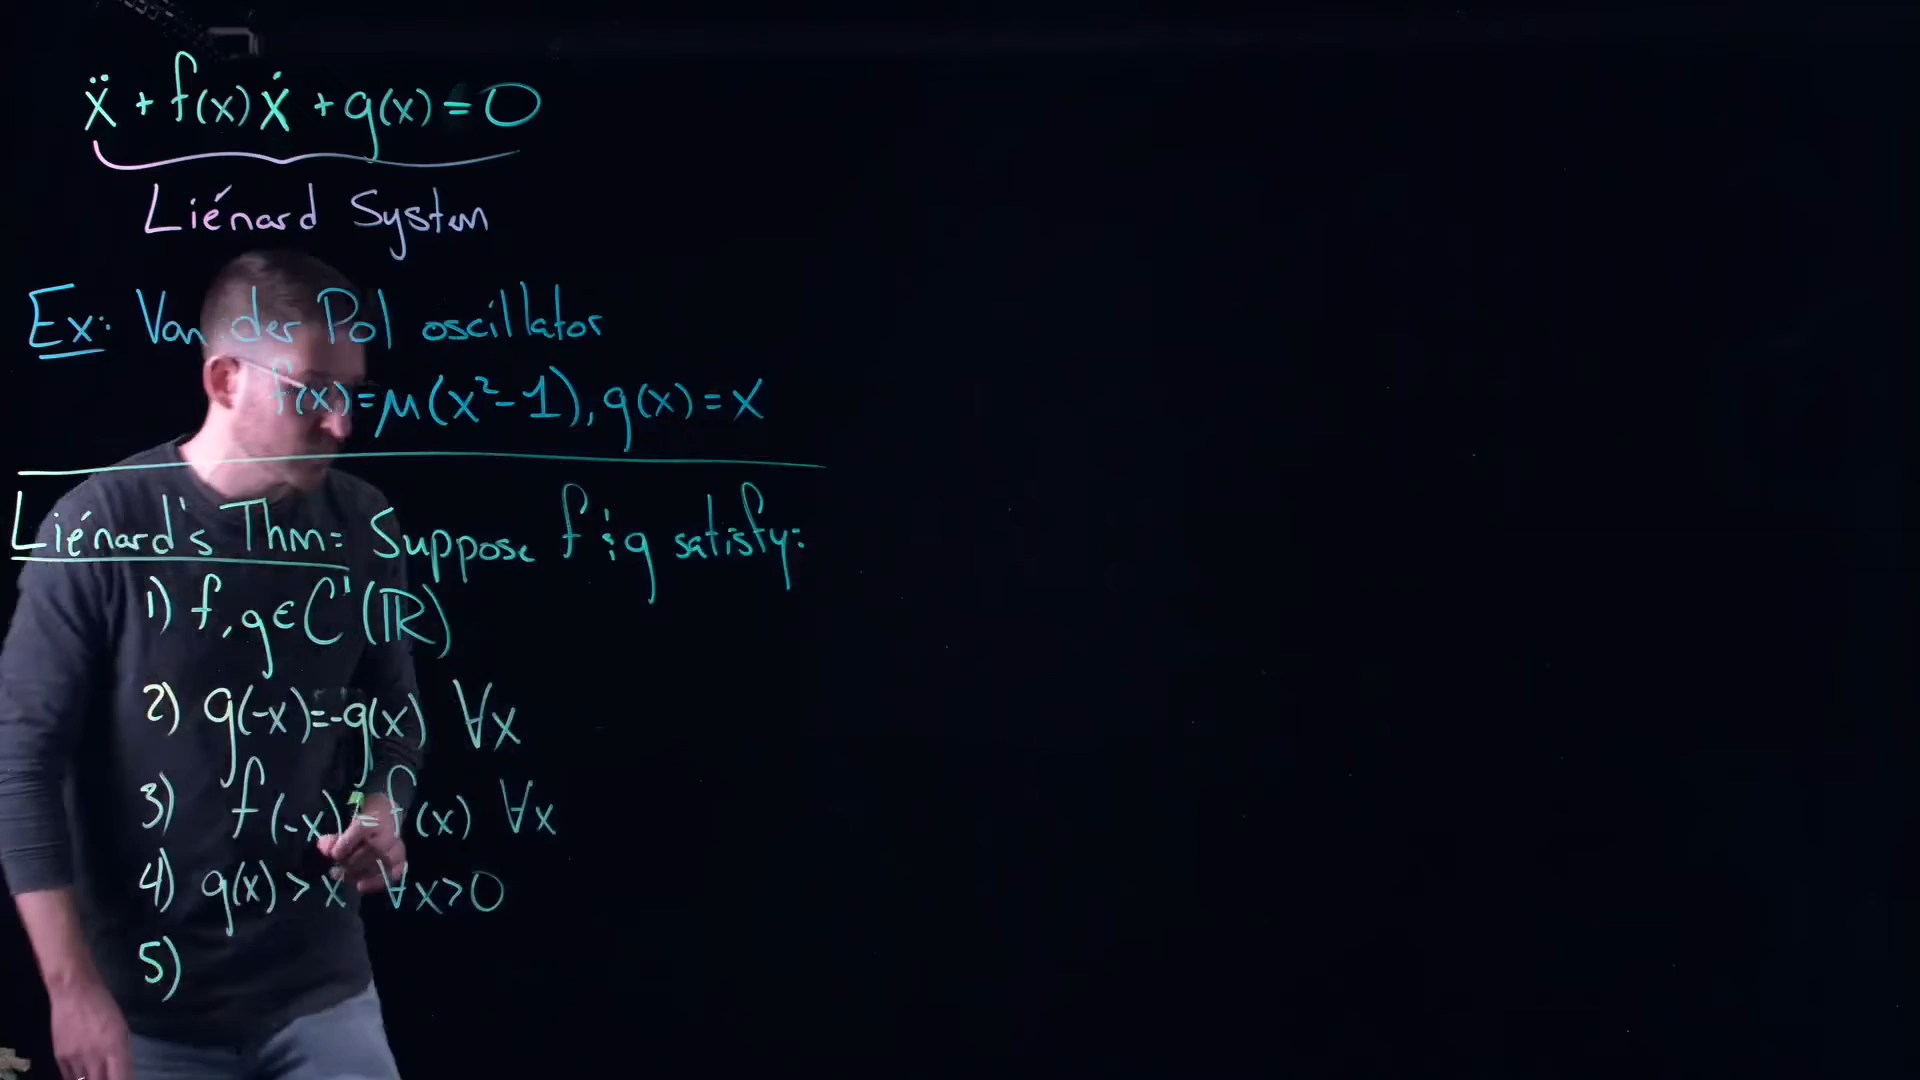 ẍ + f(x)ẋ + g(x) = 0
Liénard System
Ex: Van der Pol oscillator
f(x) = μ(x²-1), g(x) = x
Liénard's Thm: Suppose f & g satisfy:
1) f, g ∈ C¹(ℝ)
2) g(-x) = -g(x) ∀x
3) f(-x) = f(x) ∀x
4) g(x) > x ∀x>0
5)